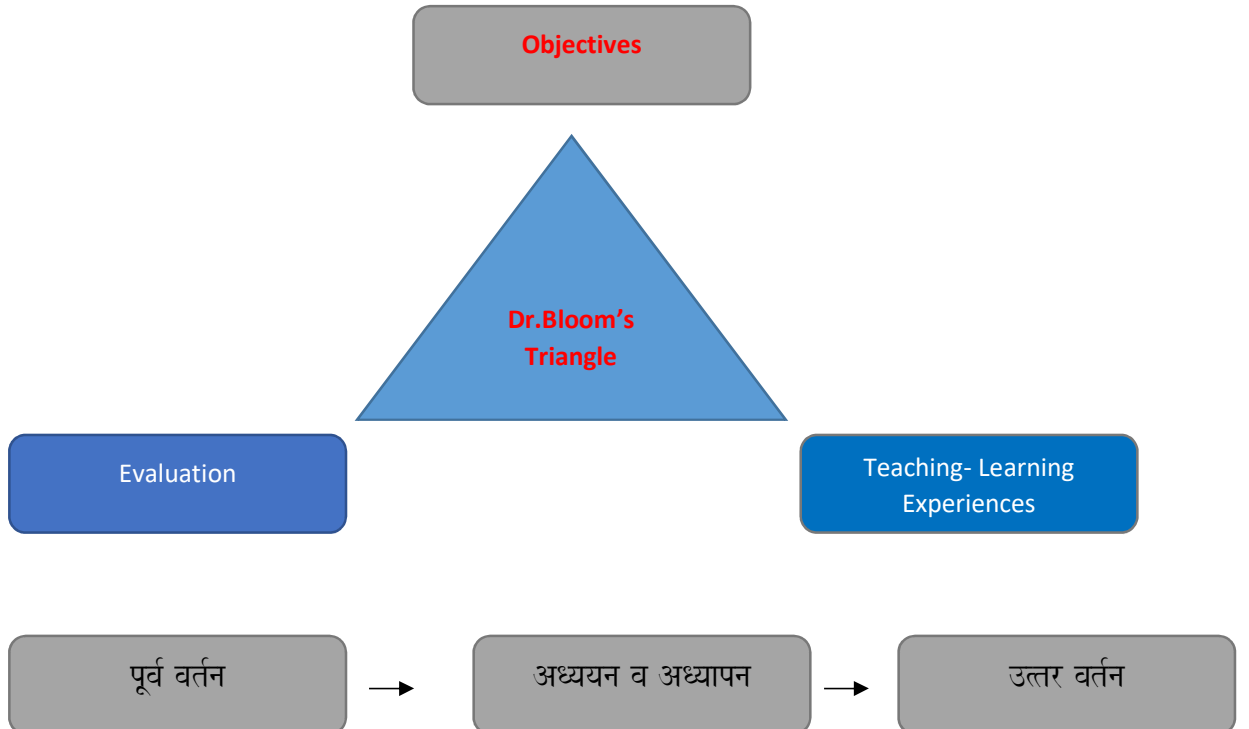 Objectives
Dr.Bloom’s
Triangle
Evaluation
Teaching- Learning
Experiences
पूर्व वर्तन
अध्ययन व अध्यापन
उत्तर वर्तन